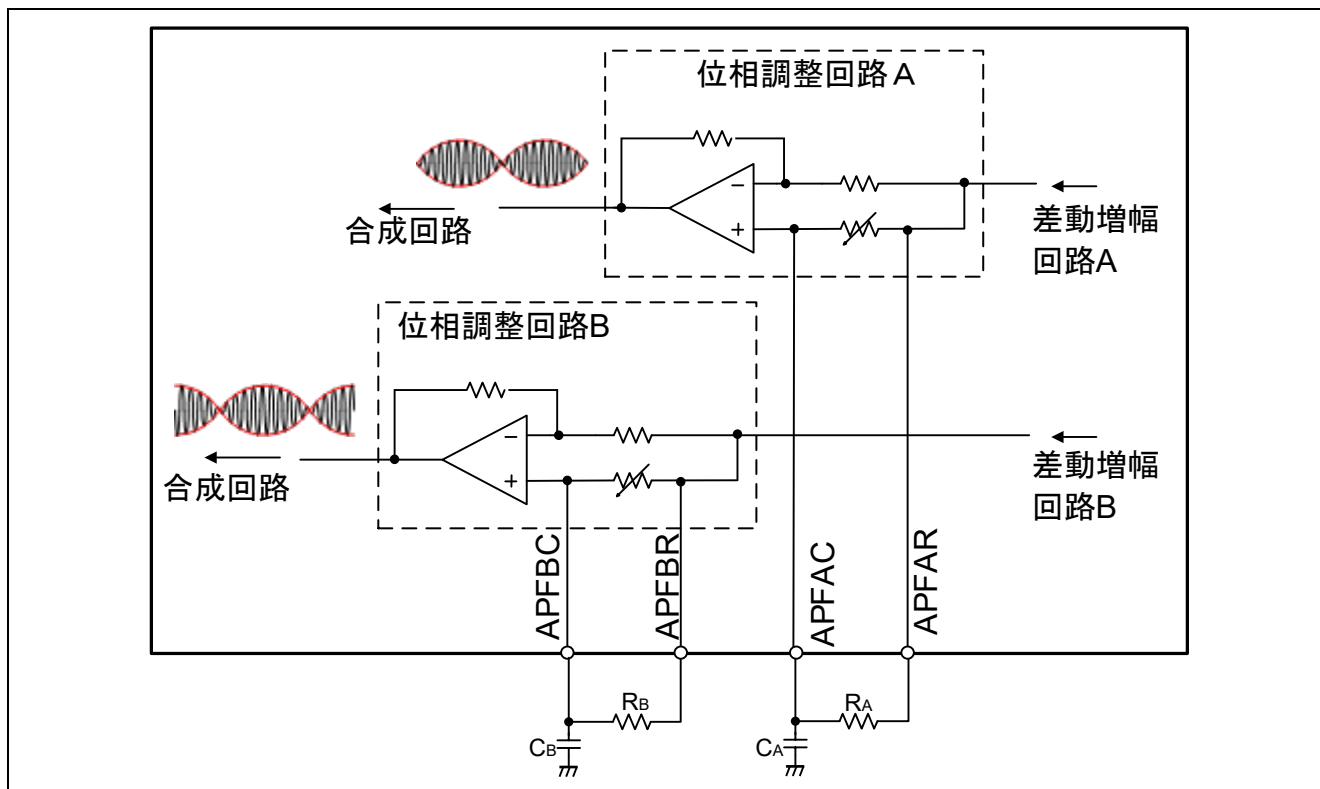 位相調整回路A
合成回路
差動増幅
回路A
位相調整回路B
合成回路
差動増幅
回路B
APFBC
APFBR
APFAC
APFAR
RB
RA
CB
CA